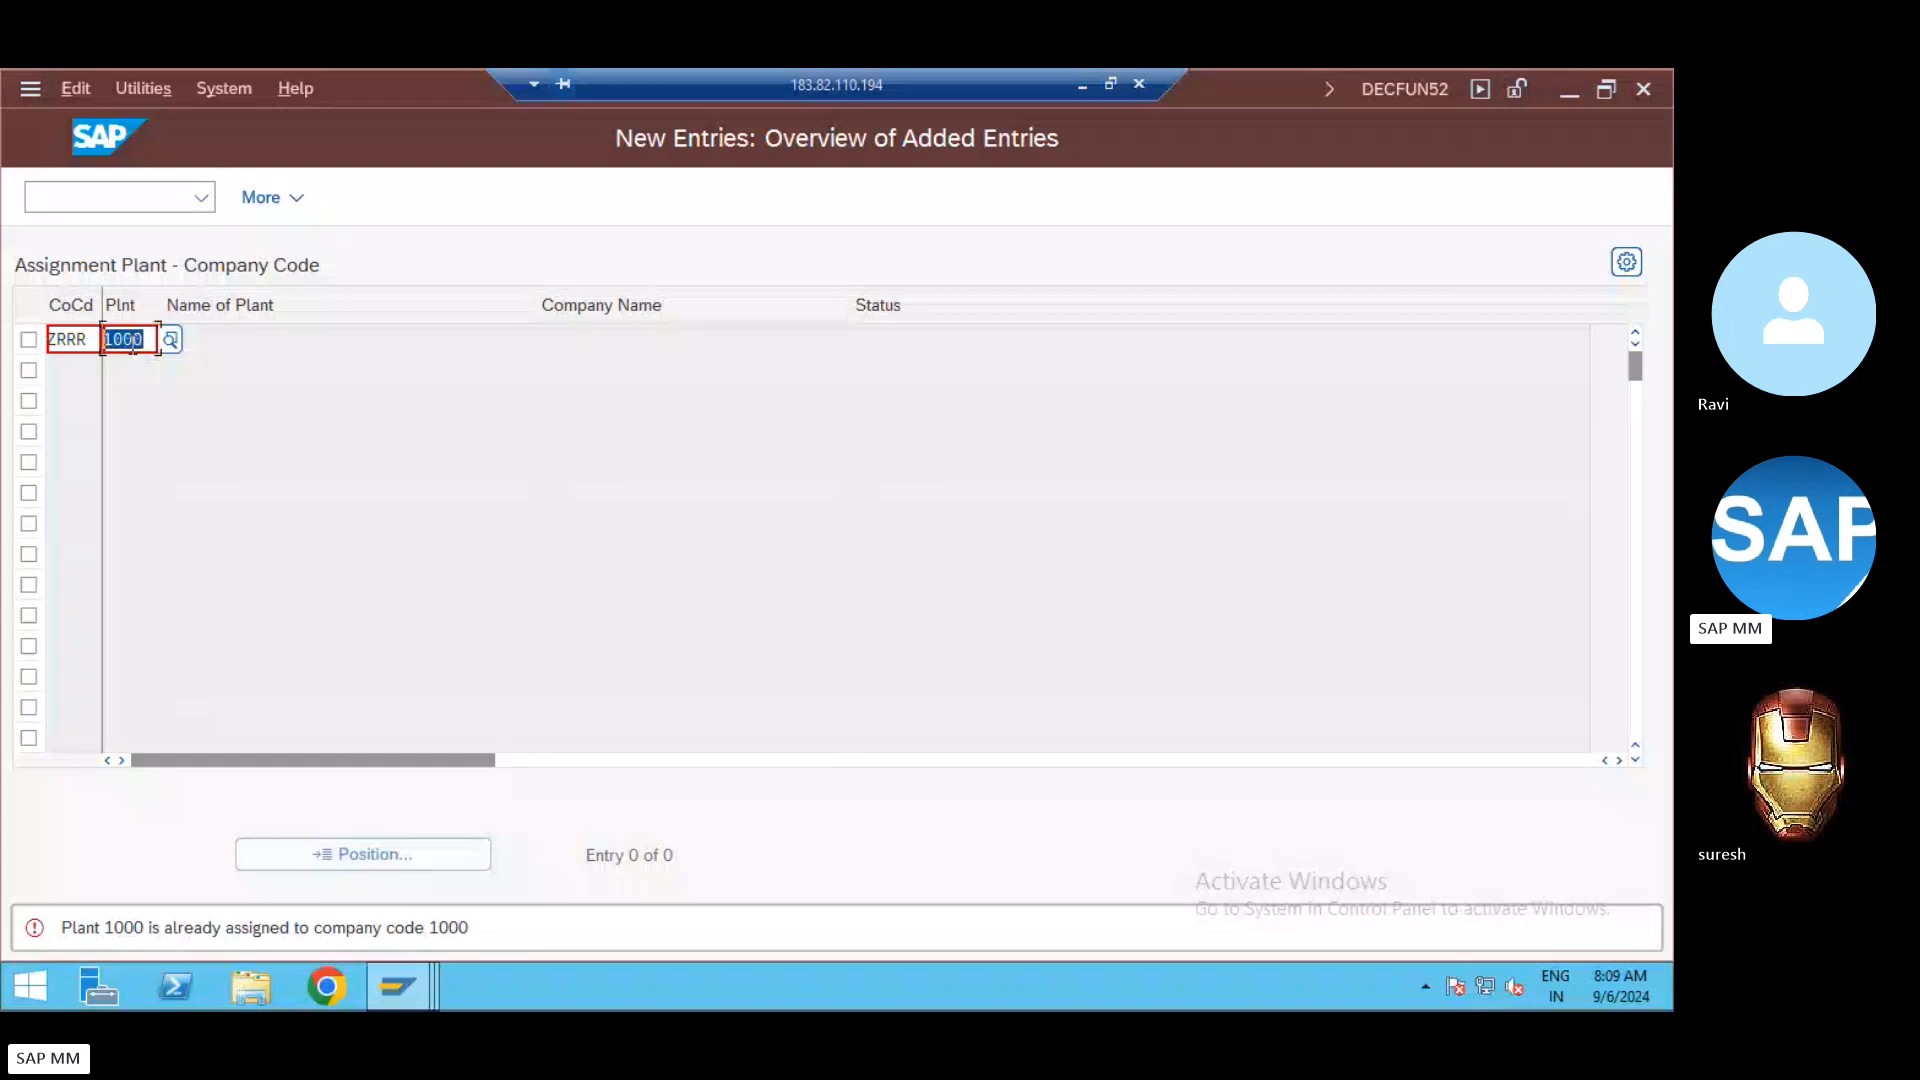 Edit Utilities System Help
183.82.110.194
DECFUN52
SAP
New Entries: Overview of Added Entries
More
Assignment Plant - Company Code
CoCd Plnt Name of Plant Company Name Status
ZRRR 1000
Position...
Entry 0 of 0
Activate Windows
Go to System in Control Panel to activate Windows.
Plant 1000 is already assigned to company code 1000
ENG
IN
8:09 AM
9/6/2024
Ravi
SAP
SAP MM
suresh
SAP MM